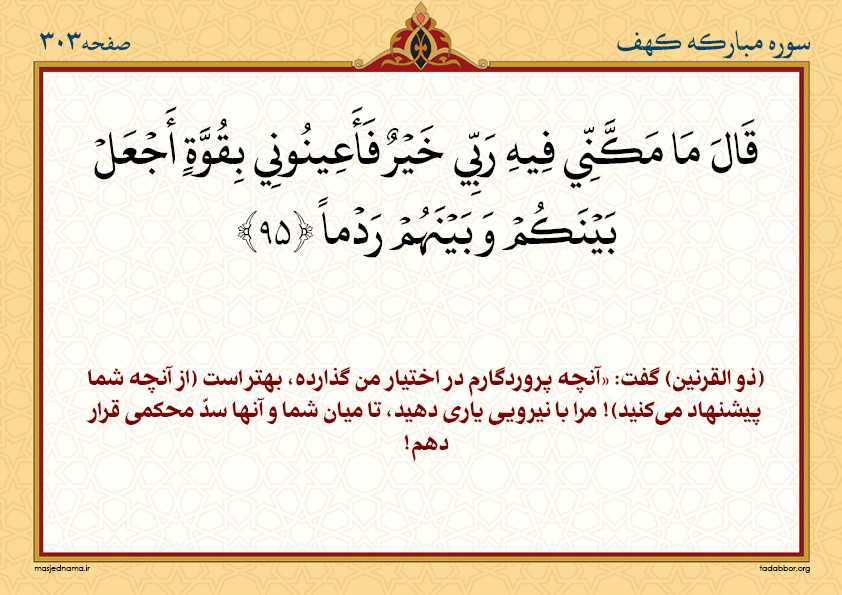 سوره مبارکه کهف
صفحه ۳۰۳
قَالَ مَا مَكَّنِّي فِيهِ رَبِّي خَيْرٌ فَأَعِينُونِي بِقُوَّةٍ أَجْعَلْ
بَيْنَكُمْ وَ بَيْنَهُمْ رَدْماً ﴿۹۵﴾
(ذو القرنین) گفت: «آنچه پروردگارم در اختیار من گذارده، بهتر است (از آنچه شما
پیشنهاد می‌کنید)! مرا با نیرویی یاری دهید، تا میان شما و آنها سدّ محکمی قرار
دهم!
masjednama.ir
tadabbor.org